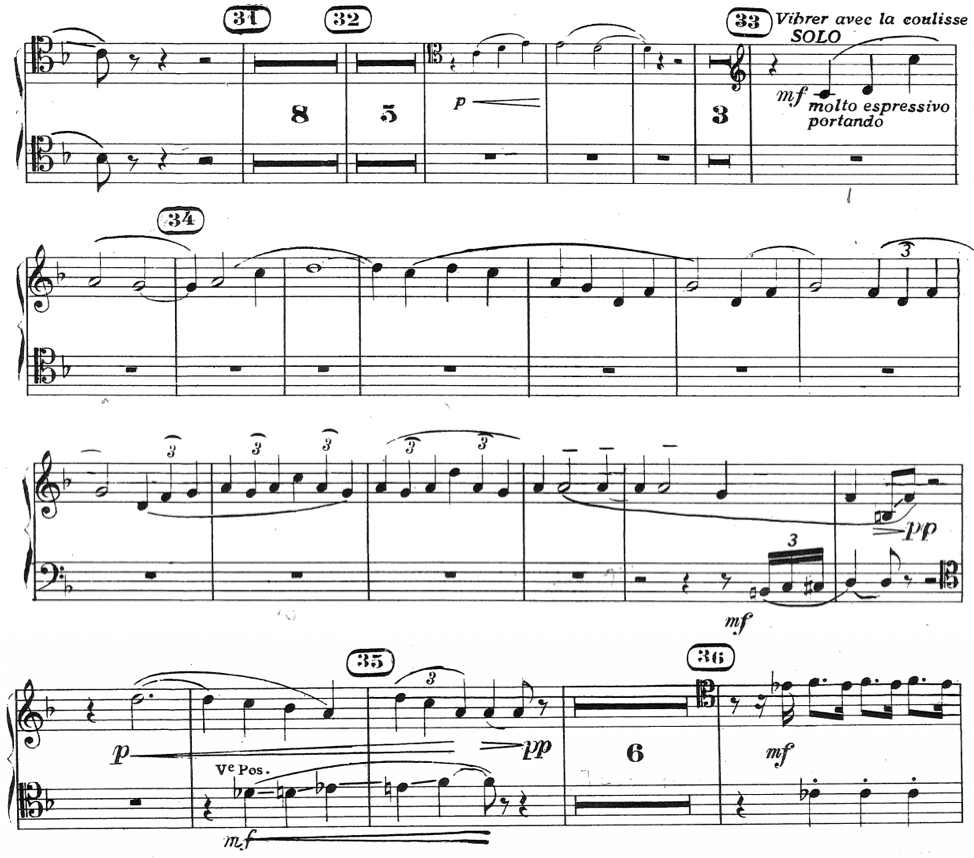 31 32 33 Vibrer avec la coulisse
SOLO
p mf molto espressivo
portando
8 5 3
34
3
3 3 3 3 3
pp
3
mf
35 36
3
p pp mf
Ve Pos.
6
mf